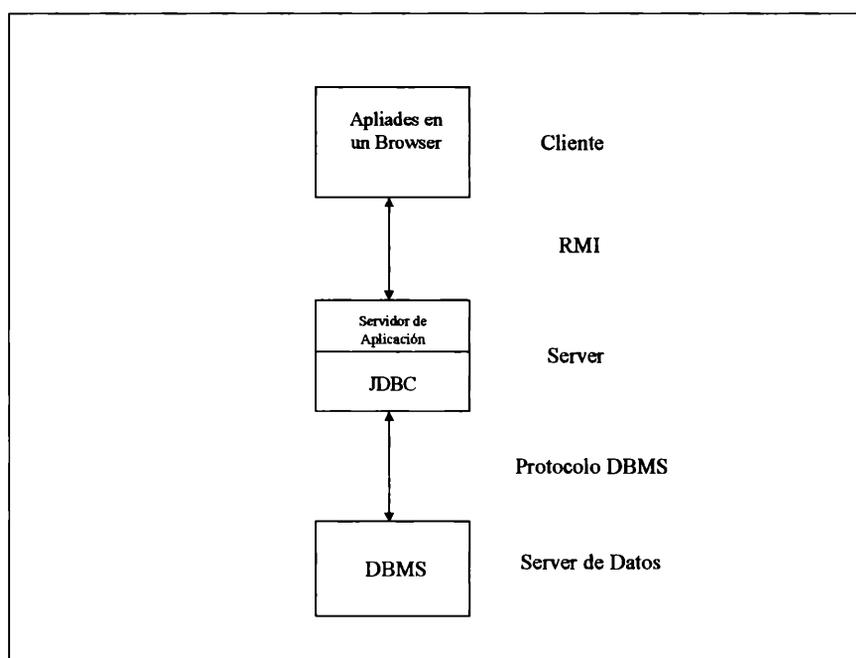 Apliades en
un Browser
Cliente
RMI
Servidor de
Aplicación
JDBC
Server
Protocolo DBMS
DBMS
Server de Datos